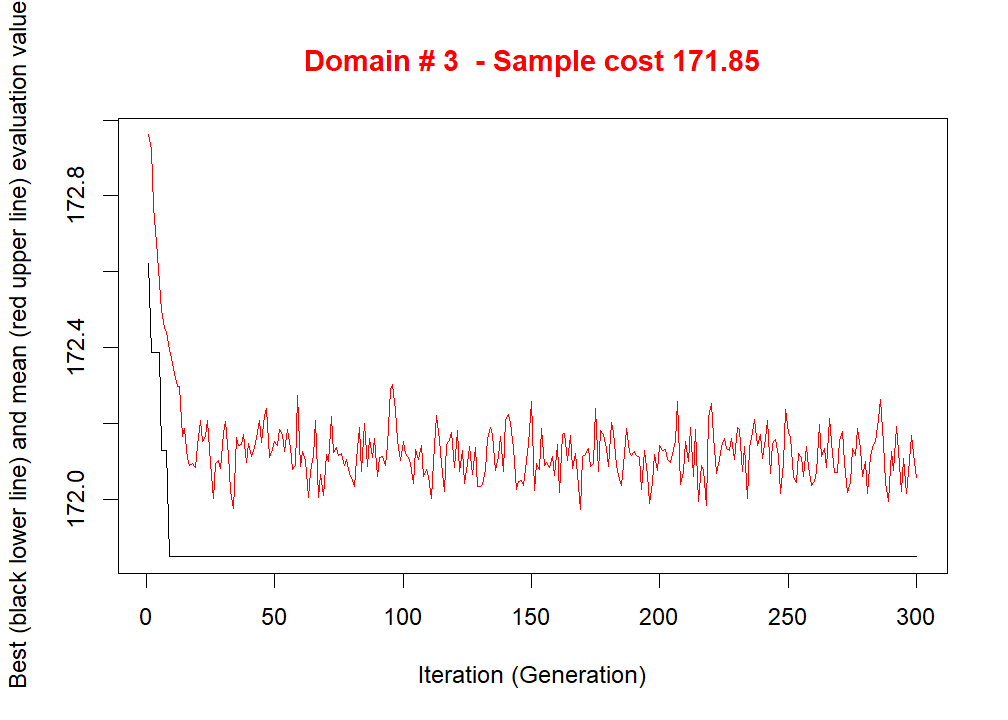 Domain # 3  - Sample cost 171.85
Best (black lower line) and mean (red upper line) evaluation value
172.8
172.4
172.0
0 50 100 150 200 250 300
Iteration (Generation)